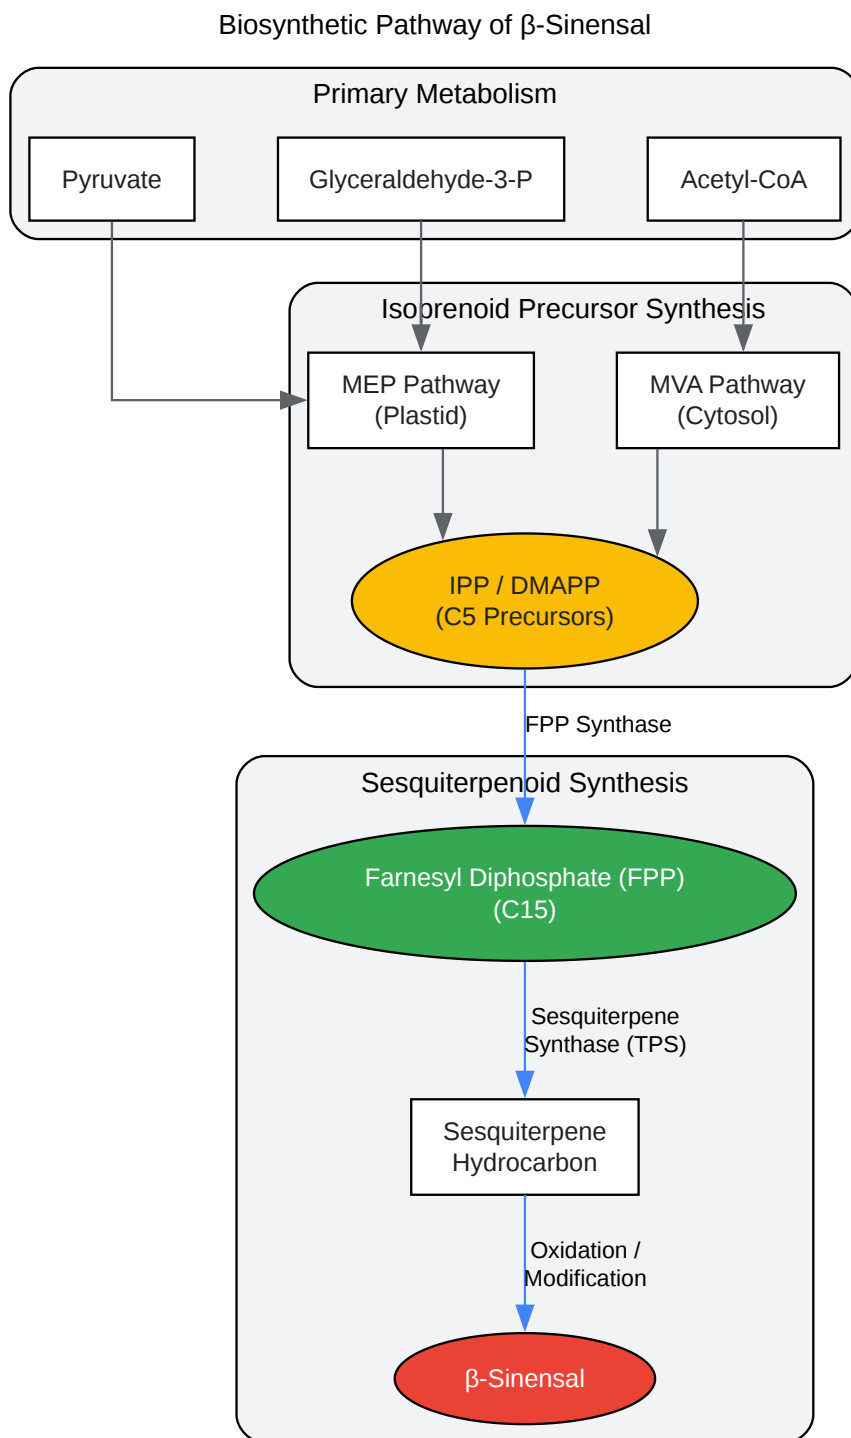 Biosynthetic Pathway of β-Sinensal
Primary Metabolism
Pyruvate
Glyceraldehyde-3-P
Acetyl-CoA
Isoprenoid Precursor Synthesis
MEP Pathway
(Plastid)
MVA Pathway
(Cytosol)
IPP / DMAPP
(C5 Precursors)
FPP Synthase
Sesquiterpenoid Synthesis
Farnesyl Diphosphate (FPP)
(C15)
Sesquiterpene
Synthase (TPS)
Sesquiterpene
Hydrocarbon
Oxidation /
Modification
β-Sinensal